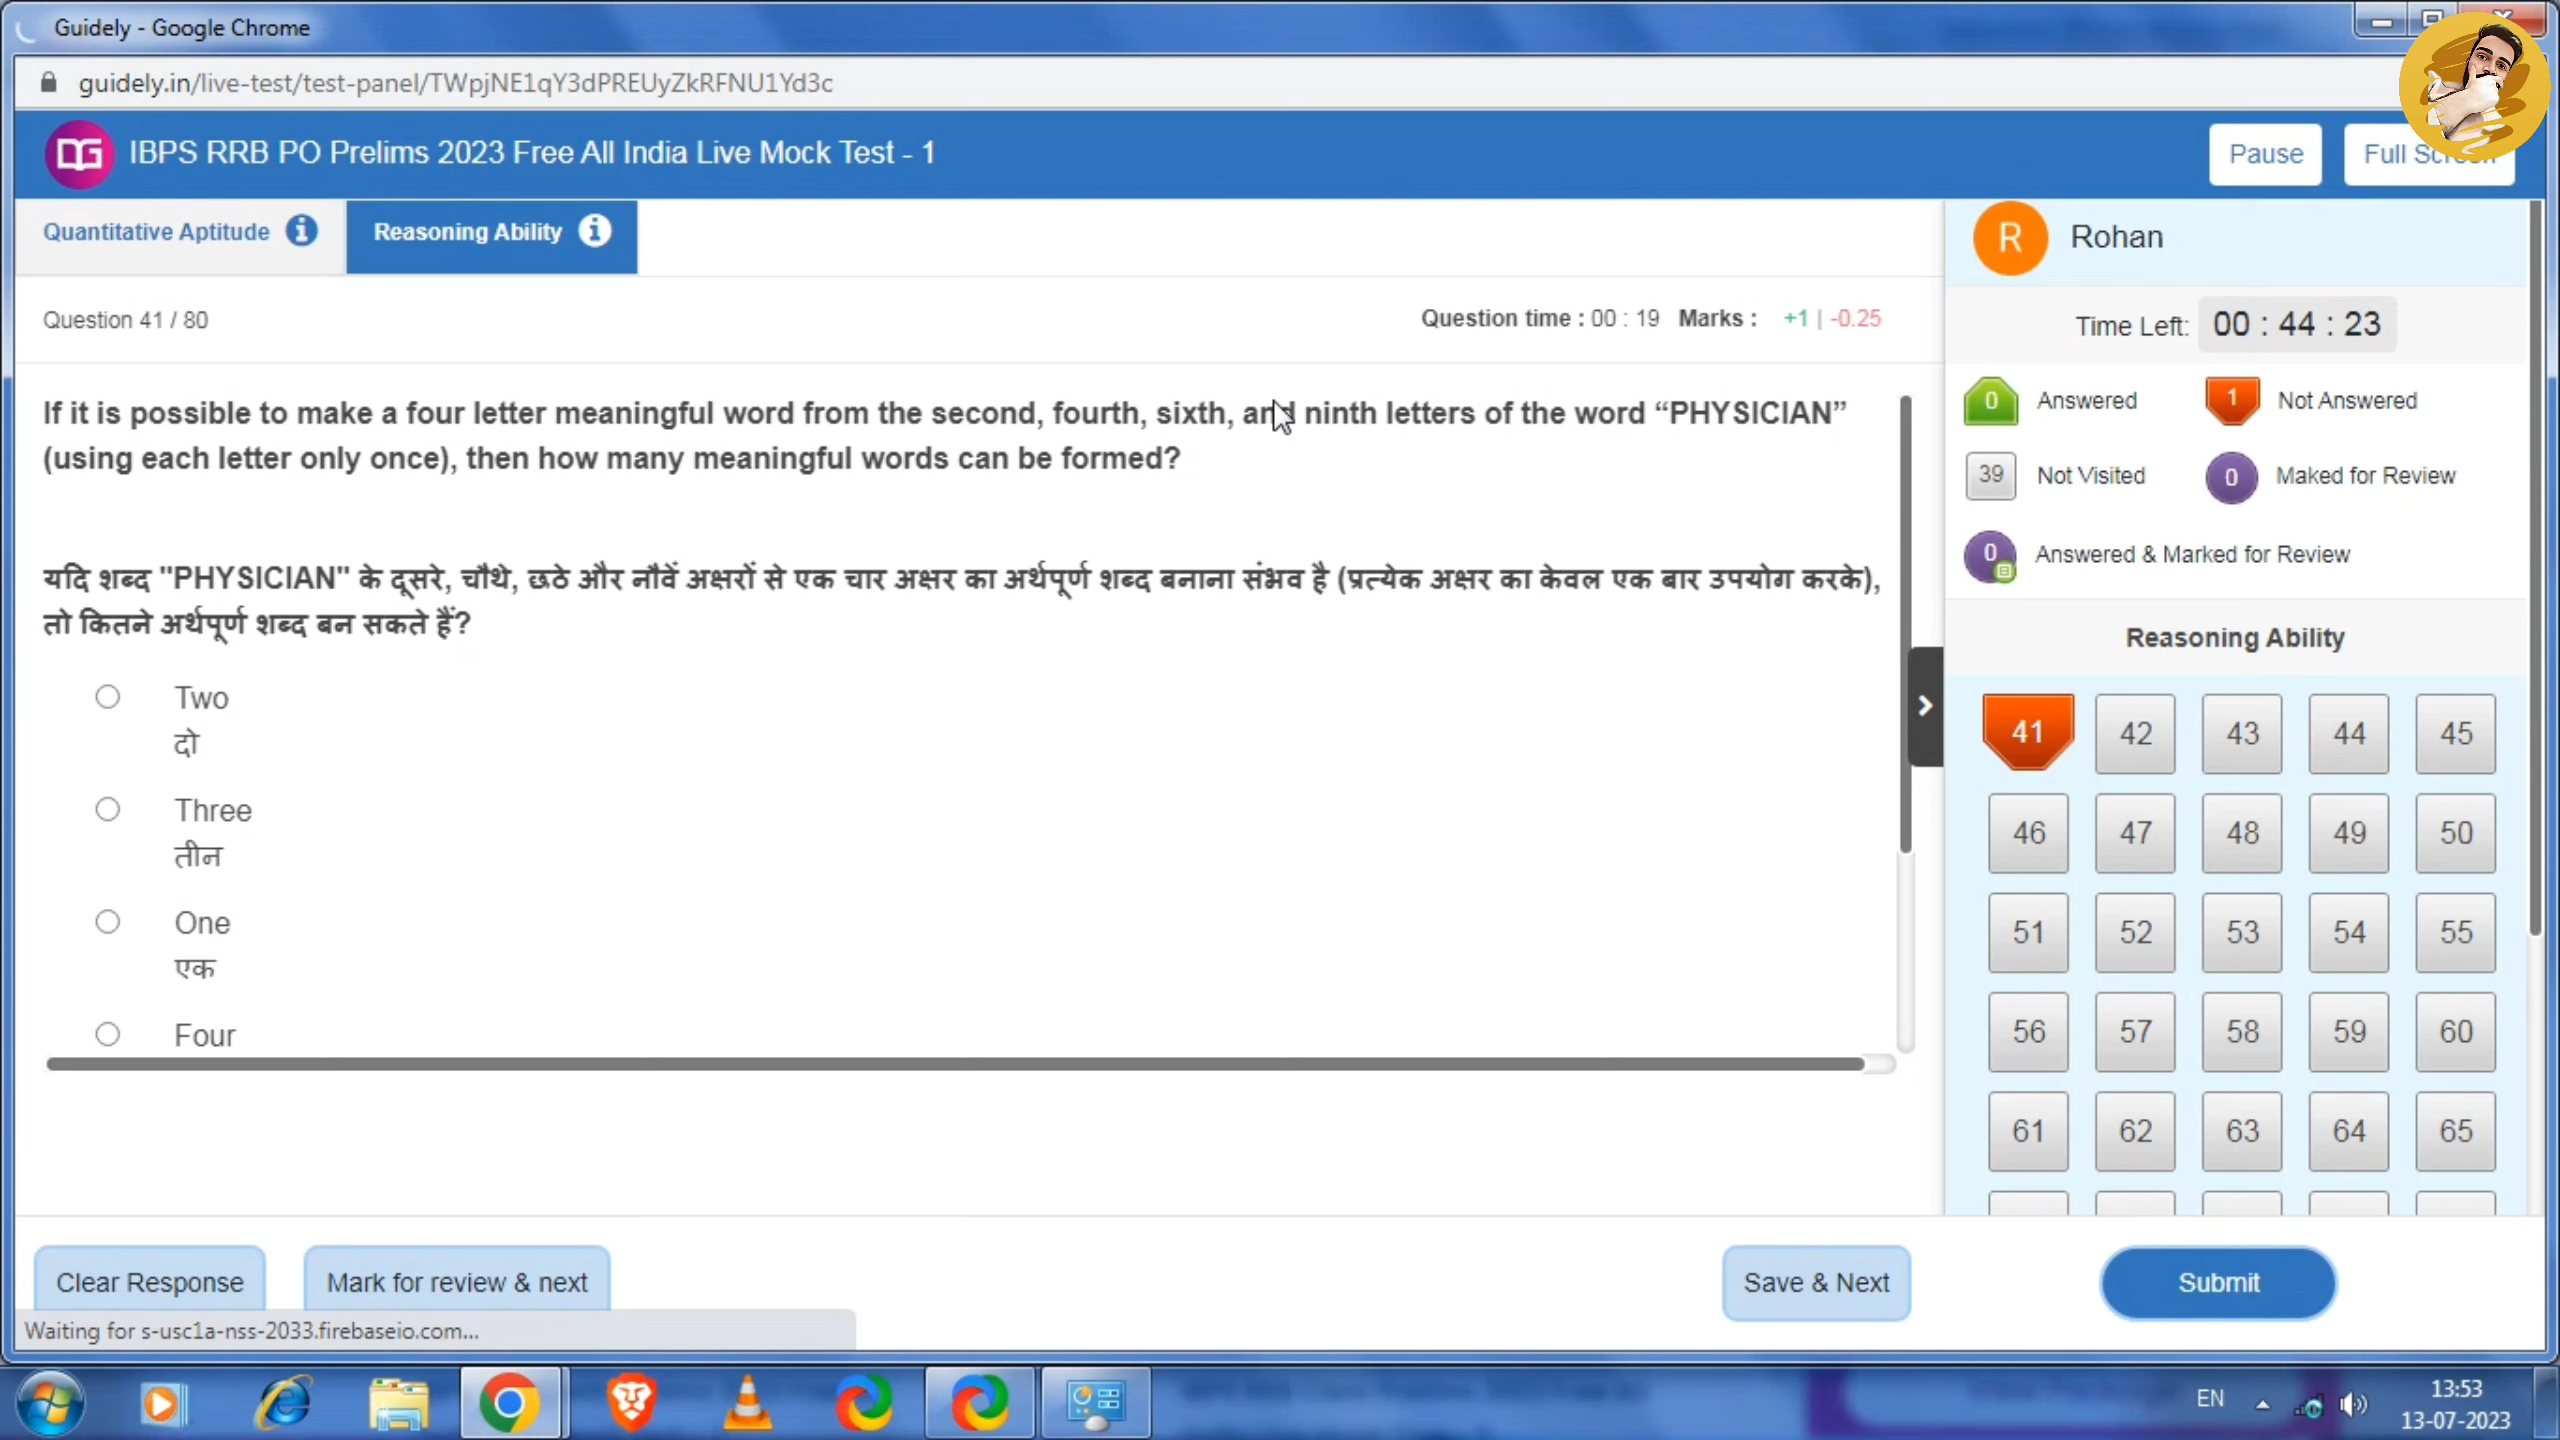 Guidely - Google Chrome
guidely.in/live-test/test-panel/TWpjNE1qY3dPREUyZkRFNU1Yd3c
IBPS RRB PO Prelims 2023 Free All India Live Mock Test - 1
Pause
Full Screen
Quantitative Aptitude
Reasoning Ability
R Rohan
Question 41 / 80
Question time : 00 : 19 Marks : +1 | -0.25
Time Left: 00 : 44 : 23
0 Answered
1 Not Answered
39 Not Visited
0 Maked for Review
0 Answered & Marked for Review
If it is possible to make a four letter meaningful word from the second, fourth, sixth, and ninth letters of the word “PHYSICIAN”
(using each letter only once), then how many meaningful words can be formed?
यदि शब्द "PHYSICIAN" के दूसरे, चौथे, छठे और नौवें अक्षरों से एक चार अक्षर का अर्थपूर्ण शब्द बनाना संभव है (प्रत्येक अक्षर का केवल एक बार उपयोग करके),
तो कितने अर्थपूर्ण शब्द बन सकते हैं?
Two
दो
Three
तीन
One
एक
Four
Reasoning Ability
41 42 43 44 45
46 47 48 49 50
51 52 53 54 55
56 57 58 59 60
61 62 63 64 65
Clear Response
Mark for review & next
Save & Next
Submit
Waiting for s-usc1a-nss-2033.firebaseio.com...
EN
13:53
13-07-2023